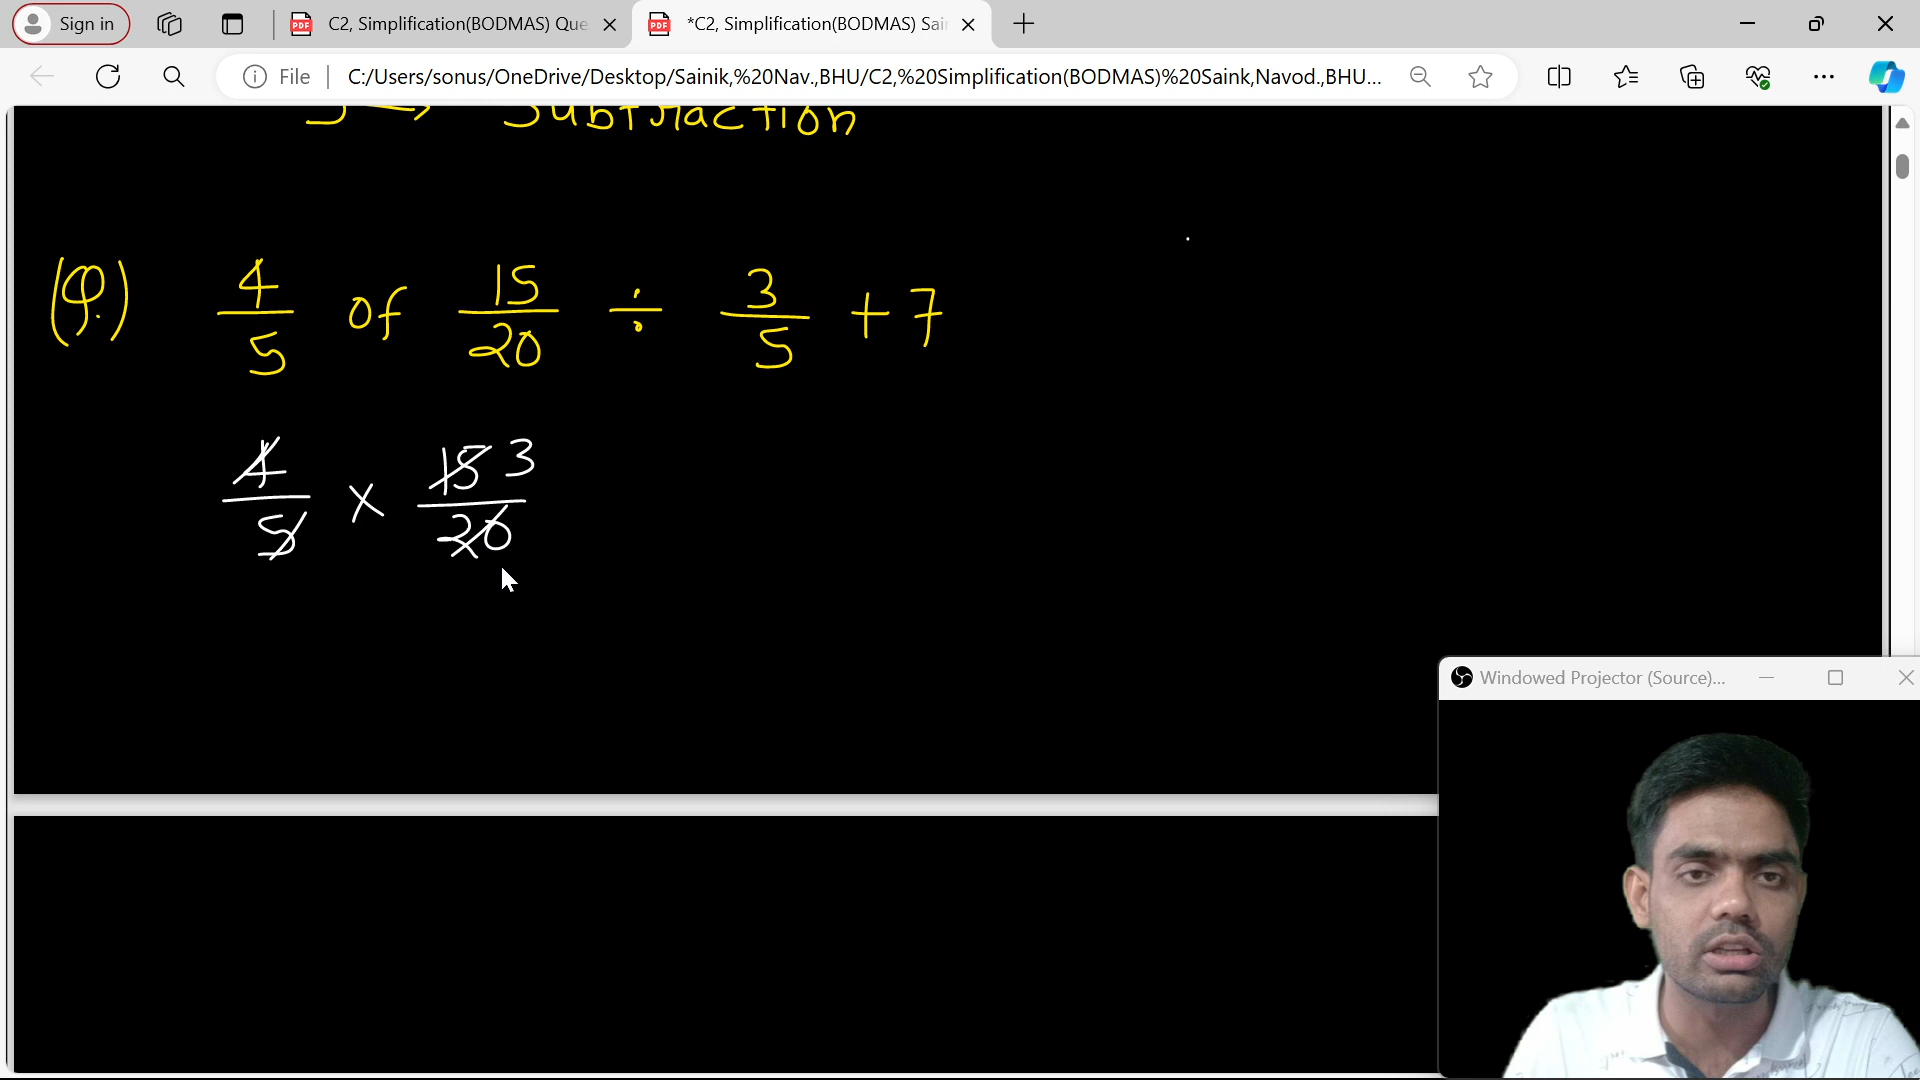 Sign in
C2, Simplification(BODMAS) Que
*C2, Simplification(BODMAS) Sai
File
C:/Users/sonus/OneDrive/Desktop/Sainik,%20Nav.,BHU/C2,%20Simplification(BODMAS)%20Saink,Navod.,BHU...
S → Subtraction
(Q.) 4/5 of 15/20 ÷ 3/5 + 7
4/5 × 15/20 3
Windowed Projector (Source)...